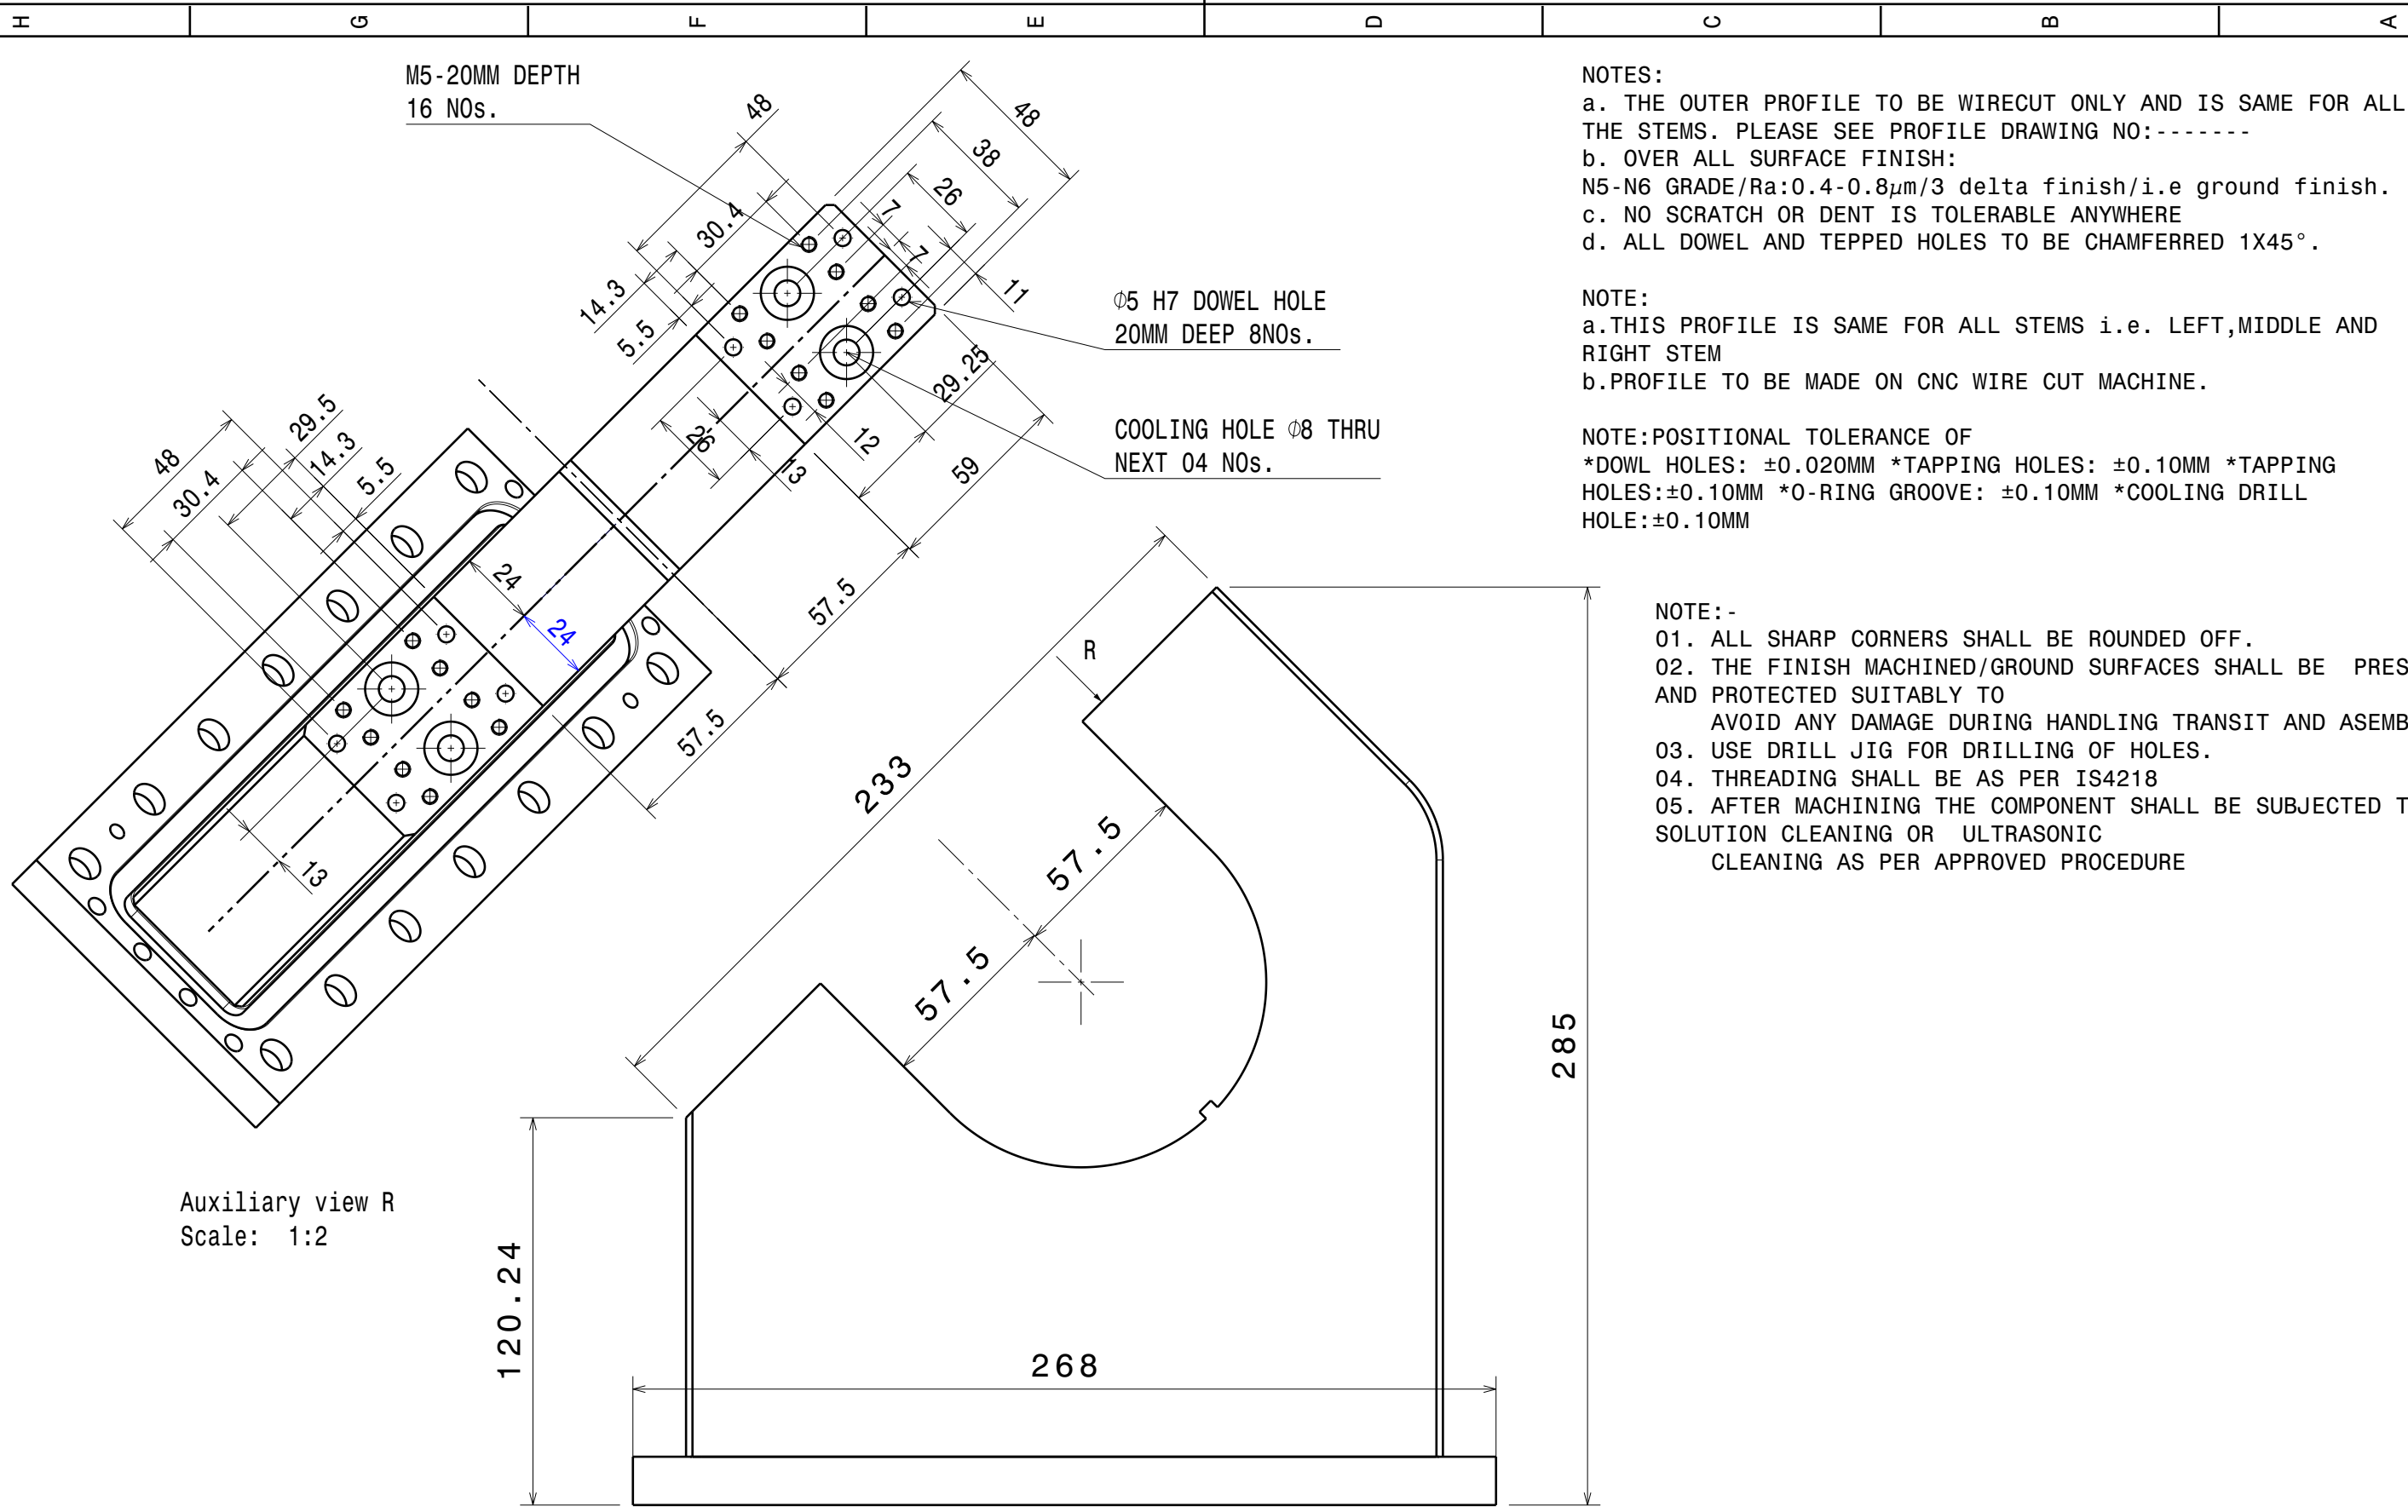 H G F E D C B A
M5-20MM DEPTH
16 NOs.
48
30.4
14.3
5.5
48
38
26
7
7
11
Φ5 H7 DOWEL HOLE
20MM DEEP 8NOs.
COOLING HOLE Φ8 THRU
NEXT 04 NOs.
29.25
59
12
13
26
57.5
57.5
48
30.4
29.5
14.3
5.5
24
24
13
Auxiliary view R
Scale: 1:2
R
233
57.5
57.5
285
120.24
268
NOTES:
a. THE OUTER PROFILE TO BE WIRECUT ONLY AND IS SAME FOR ALL
THE STEMS. PLEASE SEE PROFILE DRAWING NO:-------
b. OVER ALL SURFACE FINISH:
N5-N6 GRADE/Ra:0.4-0.8μm/3 delta finish/i.e ground finish.
c. NO SCRATCH OR DENT IS TOLERABLE ANYWHERE
d. ALL DOWEL AND TEPPED HOLES TO BE CHAMFERRED 1X45°.
NOTE:
a.THIS PROFILE IS SAME FOR ALL STEMS i.e. LEFT,MIDDLE AND
RIGHT STEM
b.PROFILE TO BE MADE ON CNC WIRE CUT MACHINE.
NOTE:POSITIONAL TOLERANCE OF
*DOWL HOLES: ±0.020MM *TAPPING HOLES: ±0.10MM *TAPPING
HOLES:±0.10MM *O-RING GROOVE: ±0.10MM *COOLING DRILL
HOLE:±0.10MM
NOTE:-
01. ALL SHARP CORNERS SHALL BE ROUNDED OFF.
02. THE FINISH MACHINED/GROUND SURFACES SHALL BE PRES
AND PROTECTED SUITABLY TO
AVOID ANY DAMAGE DURING HANDLING TRANSIT AND ASEMB
03. USE DRILL JIG FOR DRILLING OF HOLES.
04. THREADING SHALL BE AS PER IS4218
05. AFTER MACHINING THE COMPONENT SHALL BE SUBJECTED T
SOLUTION CLEANING OR ULTRASONIC
CLEANING AS PER APPROVED PROCEDURE